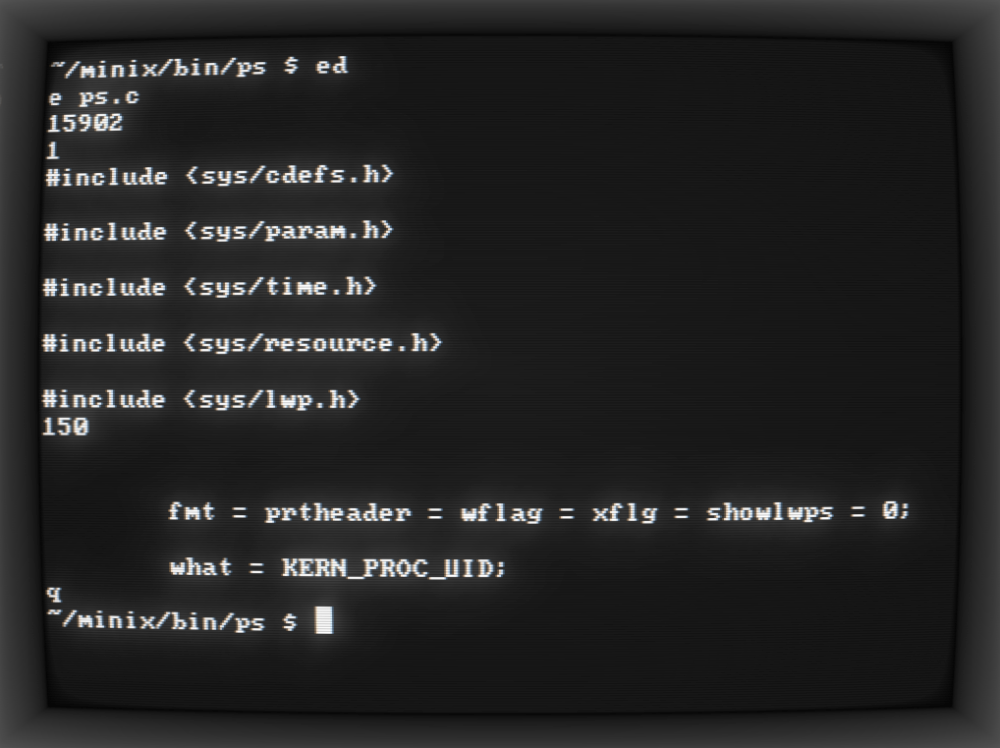 ~/minix/bin/ps $ ed
e ps.c
15902
1
#include <sys/cdefs.h>
#include <sys/param.h>
#include <sys/time.h>
#include <sys/resource.h>
#include <sys/lwp.h>
150
fmt = prtheader = wflag = xflg = showlwps = 0;
what = KERN_PROC_UID;
q
~/minix/bin/ps $